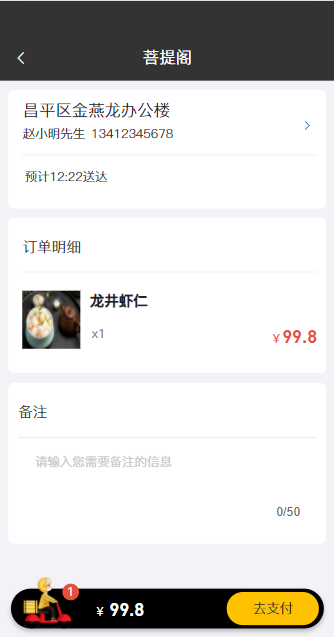 菩提阁
昌平区金燕龙办公楼
赵小明先生 13412345678
预计12:22送达
订单明细
龙井虾仁
x1
￥99.8
备注
请输入您需要备注的信息
0/50
1
￥ 99.8
去支付